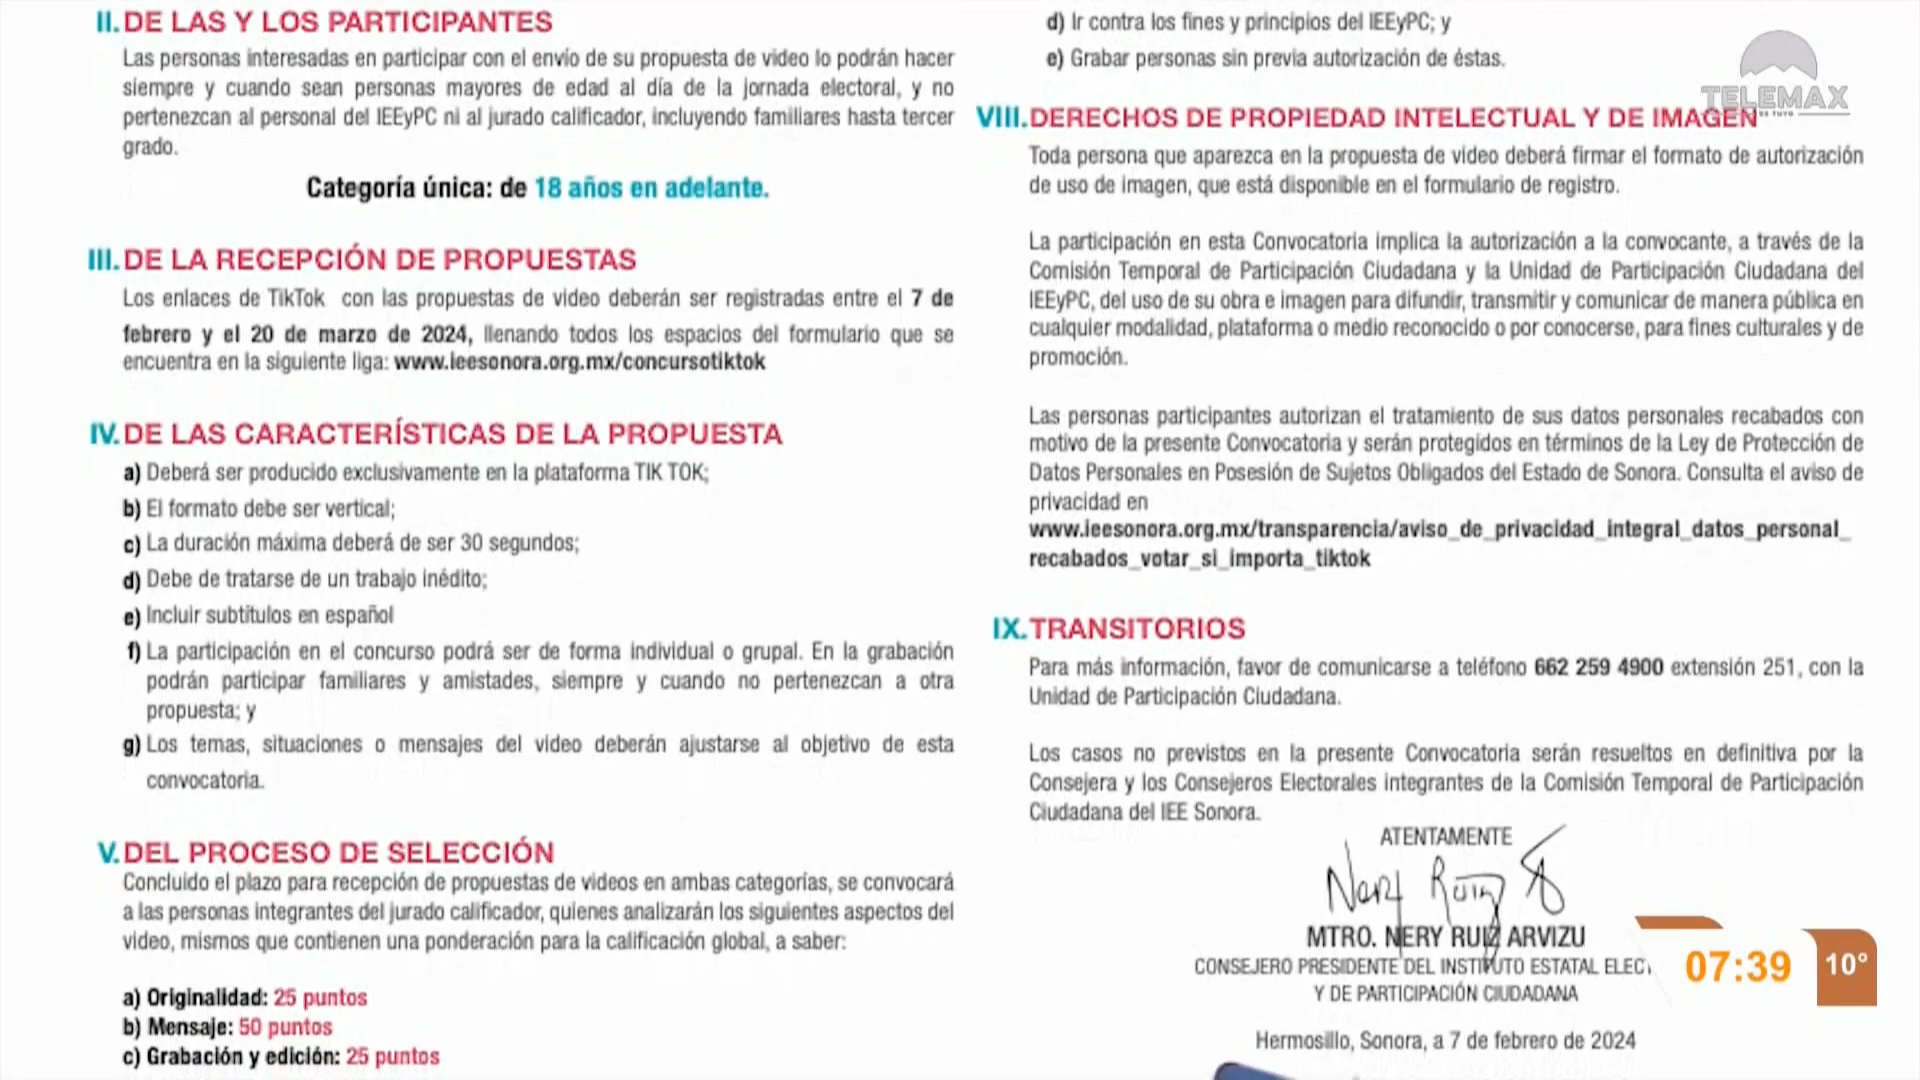 II. DE LAS Y LOS PARTICIPANTES
Las personas interesadas en participar con el envío de su propuesta de video lo podrán hacer
siempre y cuando sean personas mayores de edad al día de la jornada electoral, y no
pertenezcan al personal del IEEyPC ni al jurado calificador, incluyendo familiares hasta tercer
grado.
Categoría única: de 18 años en adelante.
III. DE LA RECEPCIÓN DE PROPUESTAS
Los enlaces de TikTok con las propuestas de video deberán ser registradas entre el 7 de
febrero y el 20 de marzo de 2024, llenando todos los espacios del formulario que se
encuentra en la siguiente liga: www.ieesonora.org.mx/concursotiktok
IV. DE LAS CARACTERÍSTICAS DE LA PROPUESTA
a) Deberá ser producido exclusivamente en la plataforma TIK TOK;
b) El formato debe ser vertical;
c) La duración máxima deberá de ser 30 segundos;
d) Debe de tratarse de un trabajo inédito;
e) Incluir subtítulos en español
f) La participación en el concurso podrá ser de forma individual o grupal. En la grabación
podrán participar familiares y amistades, siempre y cuando no pertenezcan a otra
propuesta; y
g) Los temas, situaciones o mensajes del video deberán ajustarse al objetivo de esta
convocatoria.
V. DEL PROCESO DE SELECCIÓN
Concluido el plazo para recepción de propuestas de videos en ambas categorías, se convocará
a las personas integrantes del jurado calificador, quienes analizarán los siguientes aspectos del
video, mismos que contienen una ponderación para la calificación global, a saber:
a) Originalidad: 25 puntos
b) Mensaje: 50 puntos
c) Grabación y edición: 25 puntos
d) Ir contra los fines y principios del IEEyPC; y
e) Grabar personas sin previa autorización de éstas.
TELEMAX
VIII. DERECHOS DE PROPIEDAD INTELECTUAL Y DE IMAGEN
Toda persona que aparezca en la propuesta de video deberá firmar el formato de autorización
de uso de imagen, que está disponible en el formulario de registro.
La participación en esta Convocatoria implica la autorización a la convocante, a través de la
Comisión Temporal de Participación Ciudadana y la Unidad de Participación Ciudadana del
IEEyPC, del uso de su obra e imagen para difundir, transmitir y comunicar de manera pública en
cualquier modalidad, plataforma o medio reconocido o por conocerse, para fines culturales y de
promoción.
Las personas participantes autorizan el tratamiento de sus datos personales recabados con
motivo de la presente Convocatoria y serán protegidos en términos de la Ley de Protección de
Datos Personales en Posesión de Sujetos Obligados del Estado de Sonora. Consulta el aviso de
privacidad en
www.ieesonora.org.mx/transparencia/aviso_de_privacidad_integral_datos_personal_
recabados_votar_si_importa_tiktok
IX. TRANSITORIOS
Para más información, favor de comunicarse a teléfono 662 259 4900 extensión 251, con la
Unidad de Participación Ciudadana.
Los casos no previstos en la presente Convocatoria serán resueltos en definitiva por la
Consejera y los Consejeros Electorales integrantes de la Comisión Temporal de Participación
Ciudadana del IEE Sonora.
ATENTAMENTE
Nery Ruiz A
MTRO. NERY RUIZ ARVIZU
CONSEJERO PRESIDENTE DEL INSTITUTO ESTATAL ELEC
Y DE PARTICIPACIÓN CIUDADANA
Hermosillo, Sonora, a 7 de febrero de 2024
07:39
10°